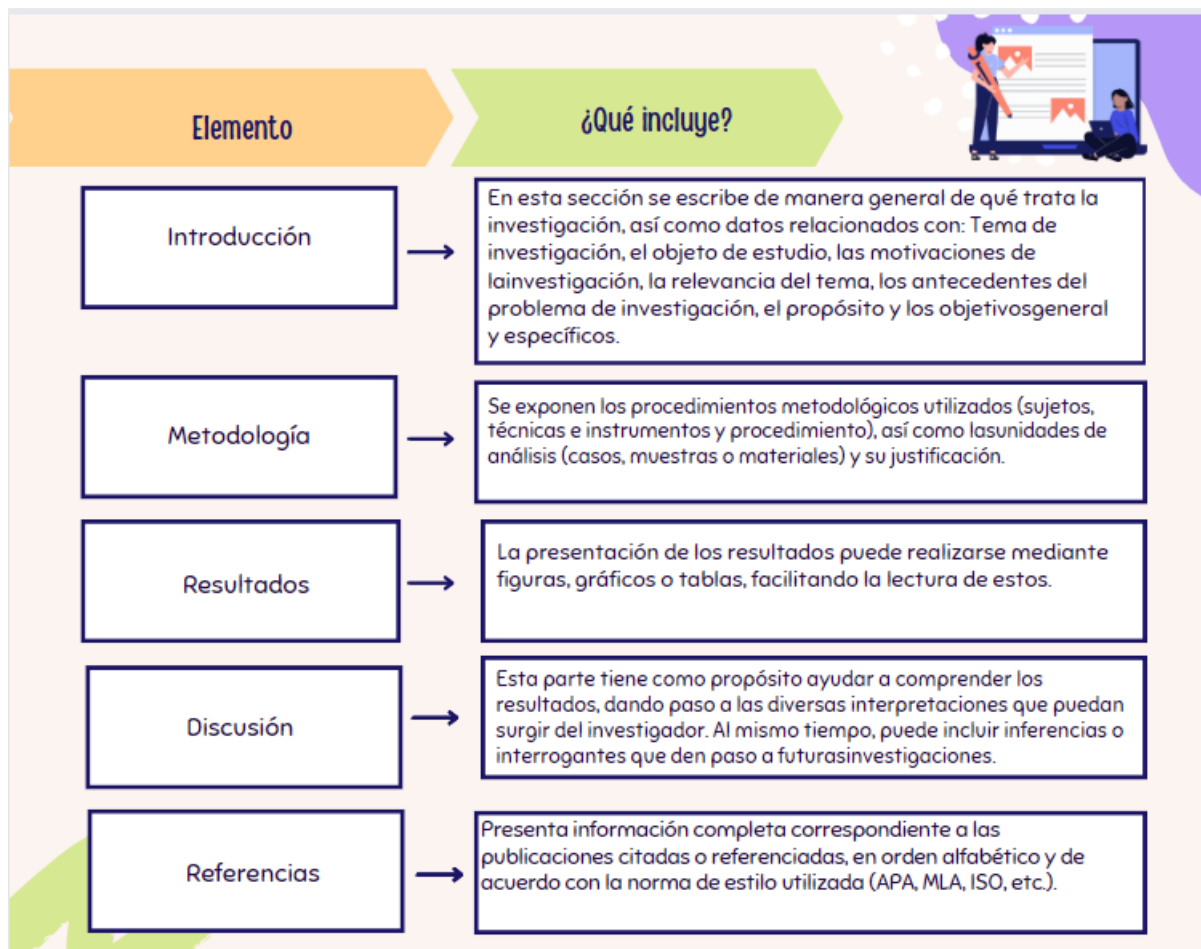 Elemento
¿Qué incluye?
Introducción
En esta sección se escribe de manera general de qué trata la
investigación, así como datos relacionados con: Tema de
investigación, el objeto de estudio, las motivaciones de
lainvestigación, la relevancia del tema, los antecedentes del
problema de investigación, el propósito y los objetivosgeneral
y específicos.
Metodología
Se exponen los procedimientos metodológicos utilizados (sujetos,
técnicas e instrumentos y procedimiento), así como lasunidades de
análisis (casos, muestras o materiales) y su justificación.
Resultados
La presentación de los resultados puede realizarse mediante
figuras, gráficos o tablas, facilitando la lectura de estos.
Discusión
Esta parte tiene como propósito ayudar a comprender los
resultados, dando paso a las diversas interpretaciones que puedan
surgir del investigador. Al mismo tiempo, puede incluir inferencias o
interrogantes que den paso a futurasinvestigaciones.
Referencias
Presenta información completa correspondiente a las
publicaciones citadas o referenciadas, en orden alfabético y de
acuerdo con la norma de estilo utilizada (APA, MLA, ISO, etc.).